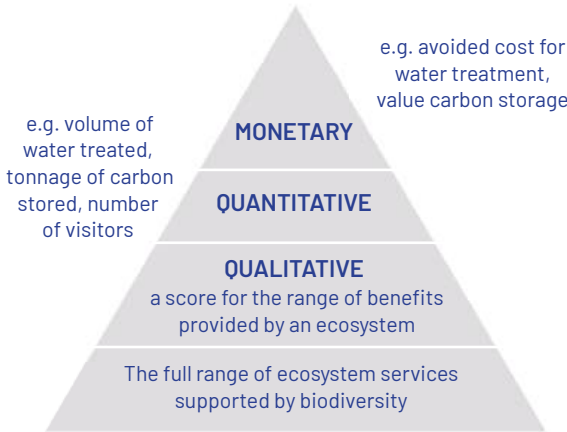 e.g. avoided cost for
water treatment,
value carbon storage
e.g. volume of
water treated,
tonnage of carbon
stored, number
of visitors
MONETARY
QUANTITATIVE
QUALITATIVE
a score for the range of benefits
provided by an ecosystem
The full range of ecosystem services
supported by biodiversity